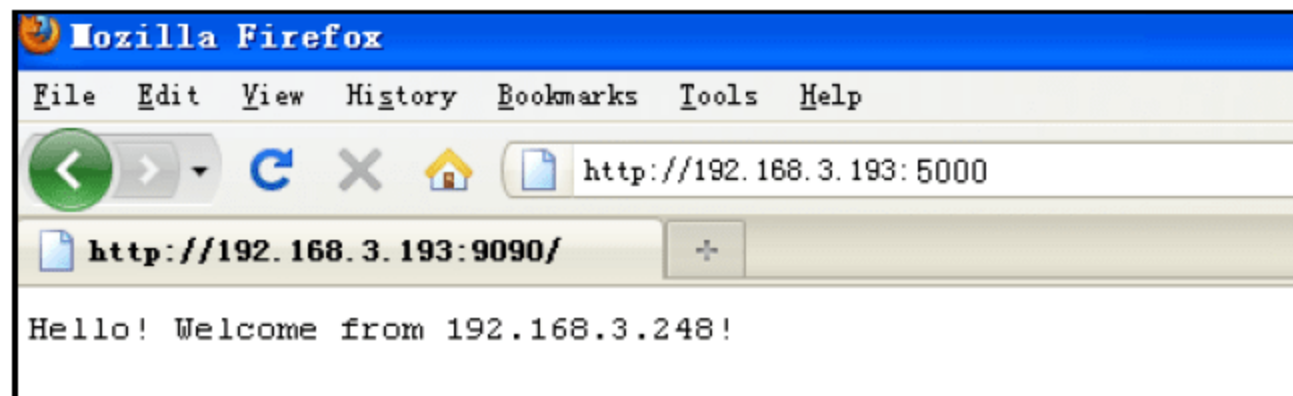 Mozilla Firefox
File Edit View History Bookmarks Tools Help
http://192.168.3.193:5000
http://192.168.3.193:9090/
Hello! Welcome from 192.168.3.248!